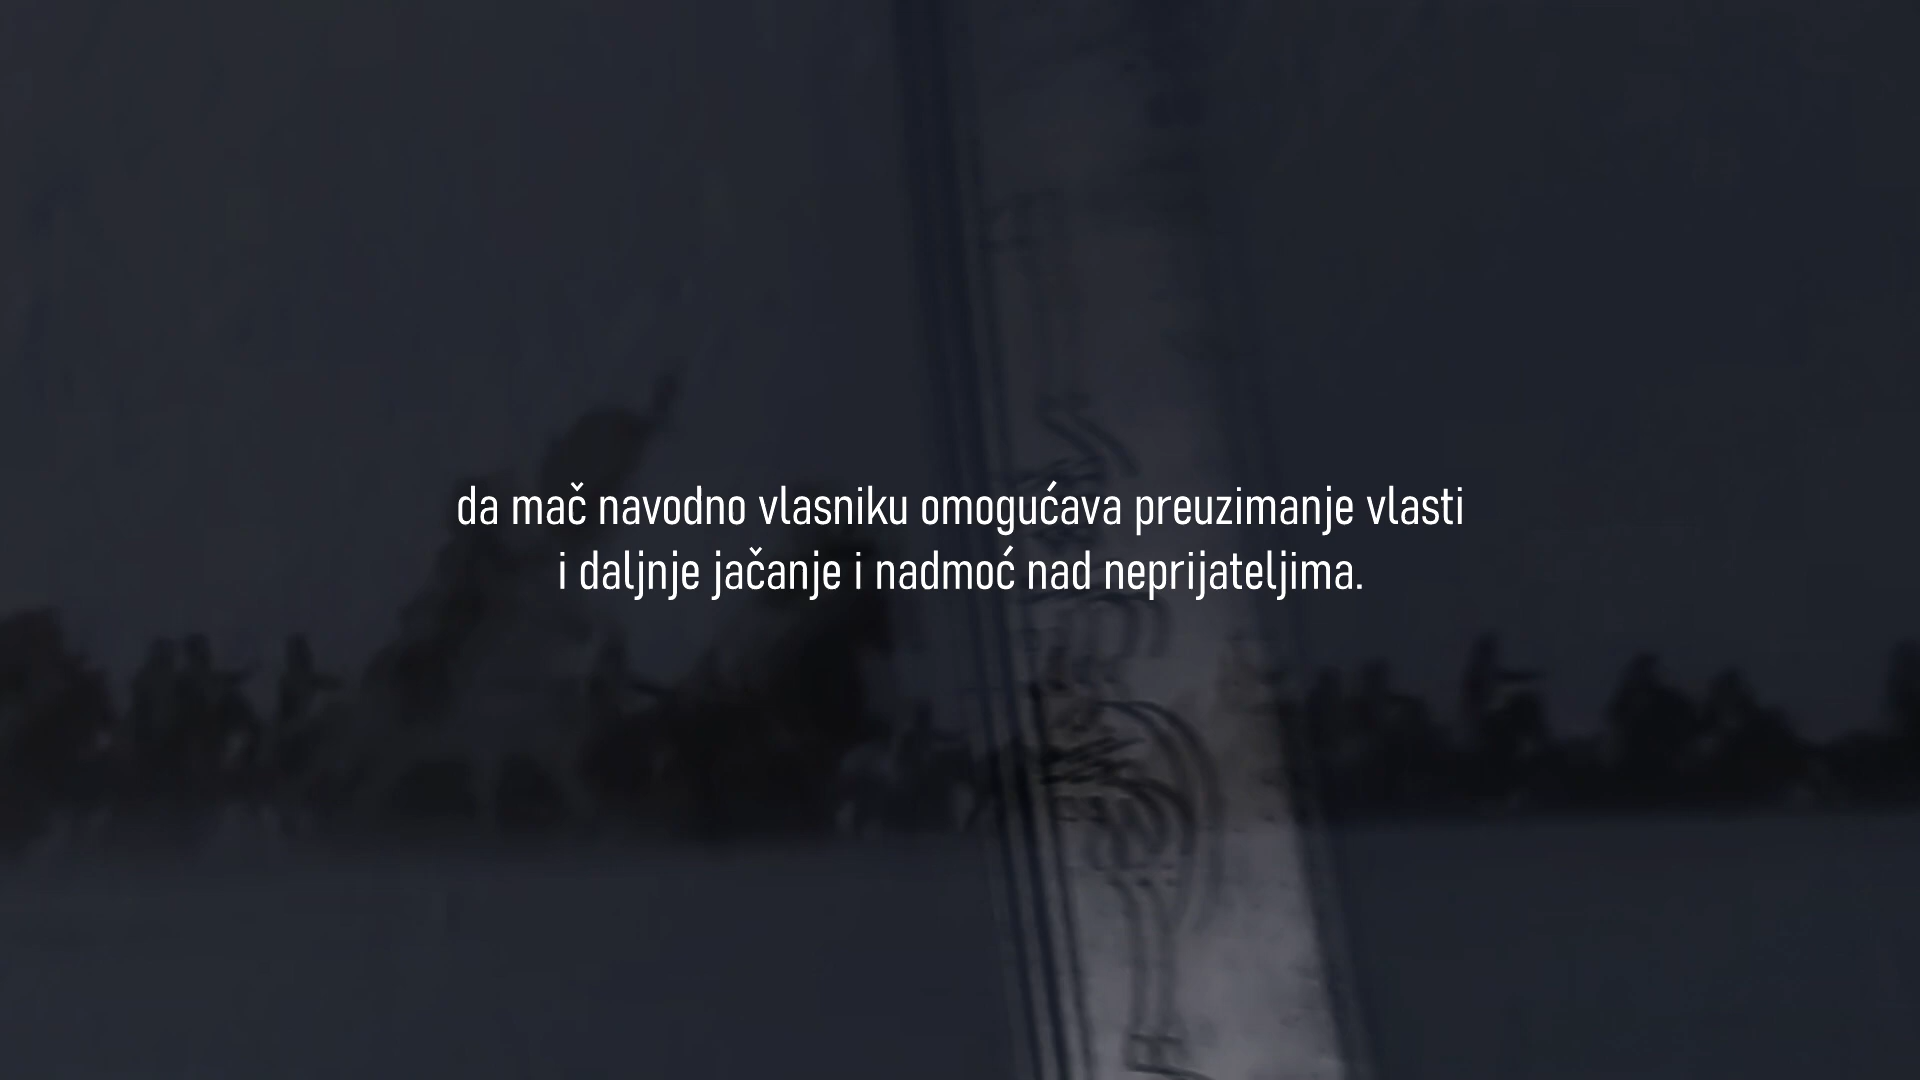 da mač navodno vlasniku omogućava preuzimanje vlasti
i daljnje jačanje i nadmoć nad neprijateljima.